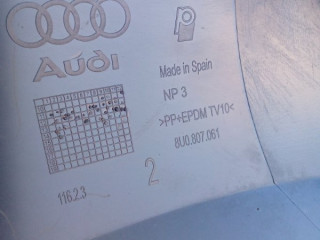 Audi
Made in Spain
NP 3
>PP+EPDM TV10<
8U0.807.061
2
116.2.3